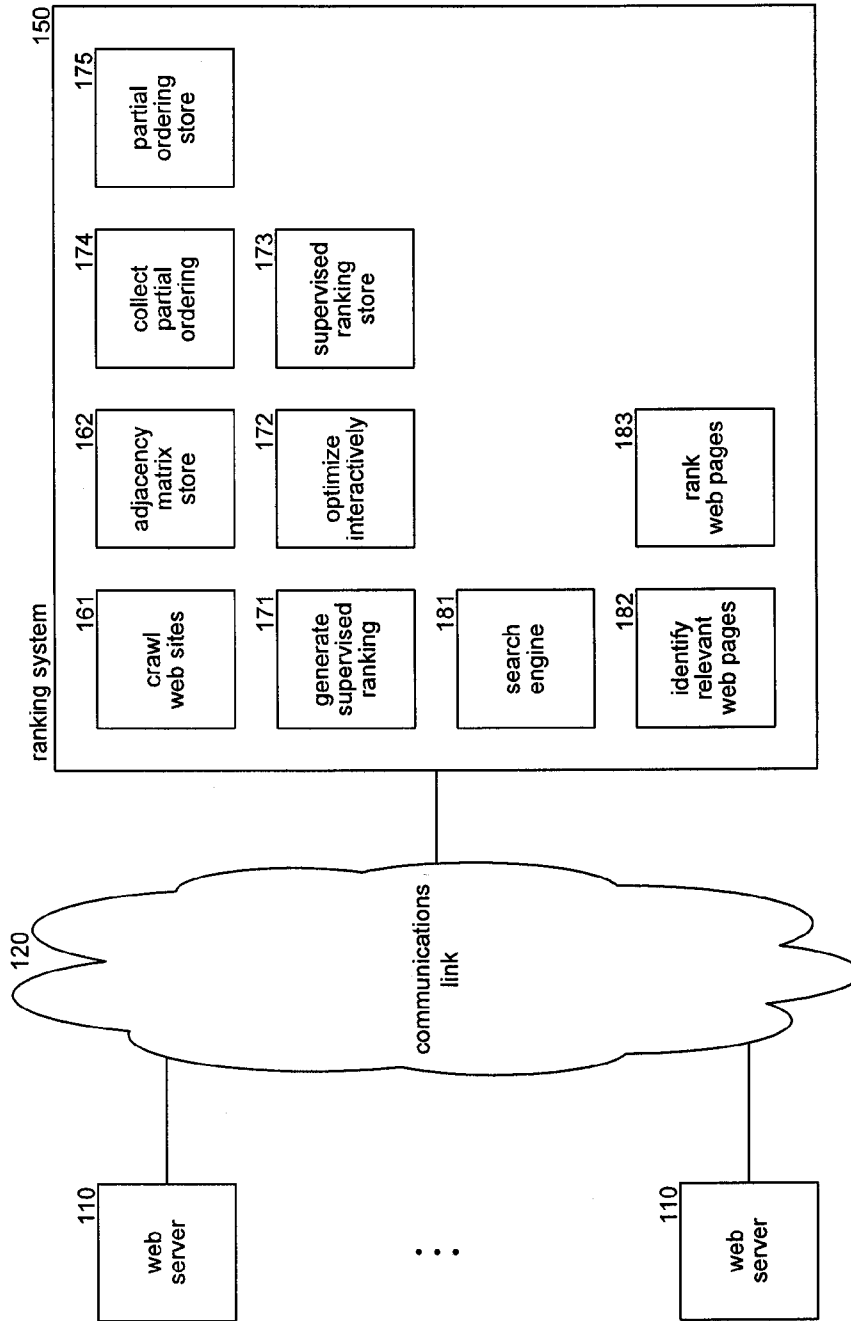 ranking system
150
161
crawl
web sites
162
adjacency
matrix
store
174
collect
partial
ordering
175
partial
ordering
store
171
generate
supervised
ranking
172
optimize
interactively
173
supervised
ranking
store
181
search
engine
182
identify
relevant
web pages
183
rank
web pages
120
communications
link
110
web
server
. . .
110
web
server